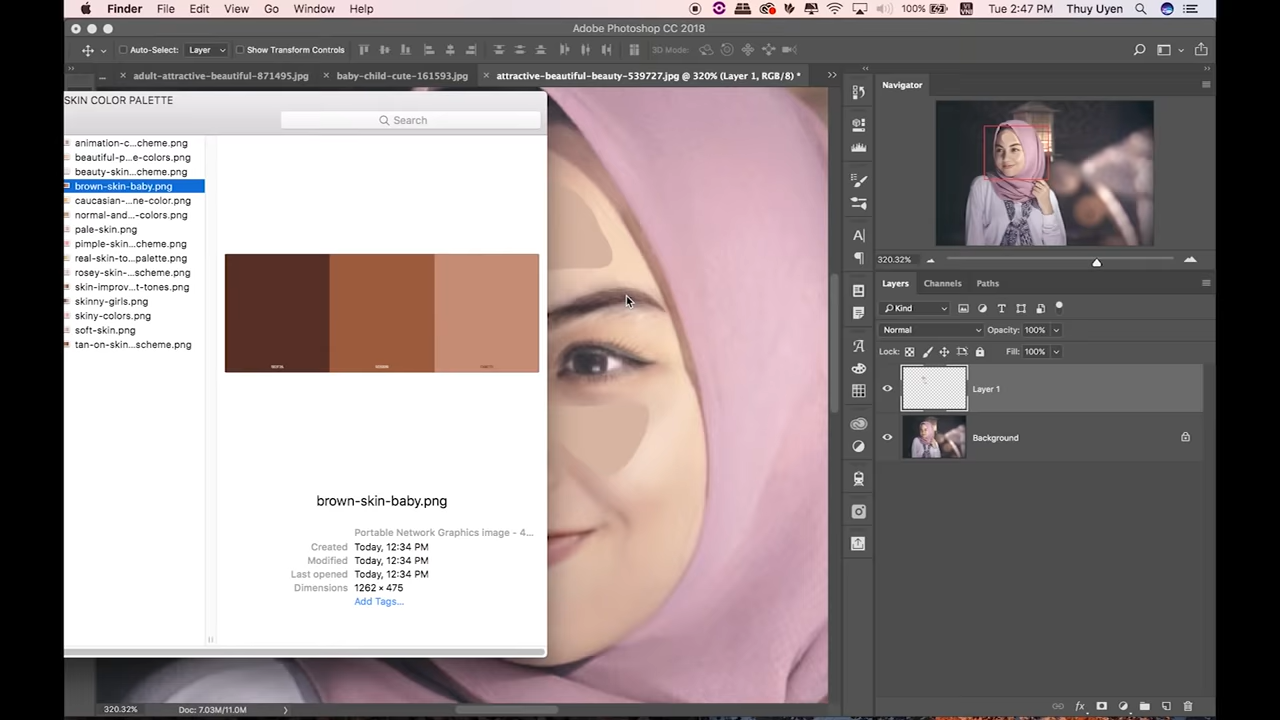 Finder File Edit View Go Window Help 100% VI VNI Tue 2:47 PM Thuy Uyen
Adobe Photoshop CC 2018
Auto-Select: Layer Show Transform Controls 3D Mode:
... × adult-attractive-beautiful-871495.jpg × baby-child-cute-161593.jpg × attractive-beautiful-beauty-539727.jpg @ 320% (Layer 1, RGB/8) *
Navigator
SKIN COLOR PALETTE
Search
animation-c...cheme.png
beautiful-p...e-colors.png
beauty-skin...cheme.png
brown-skin-baby.png
caucasian-...ne-color.png
normal-and...-colors.png
pale-skin.png
pimple-skin...cheme.png
real-skin-to...palette.png
rosey-skin-...scheme.png
skin-improv...t-tones.png
skinny-girls.png
skiny-colors.png
soft-skin.png
tan-on-skin...scheme.png
brown-skin-baby.png
Portable Network Graphics image - 4...
Created Today, 12:34 PM
Modified Today, 12:34 PM
Last opened Today, 12:34 PM
Dimensions 1262 × 475
Add Tags...
320.32%
Layers Channels Paths
Kind
Normal Opacity: 100%
Lock: Fill: 100%
Layer 1
Background
320.32% Doc: 7.03M/11.0M